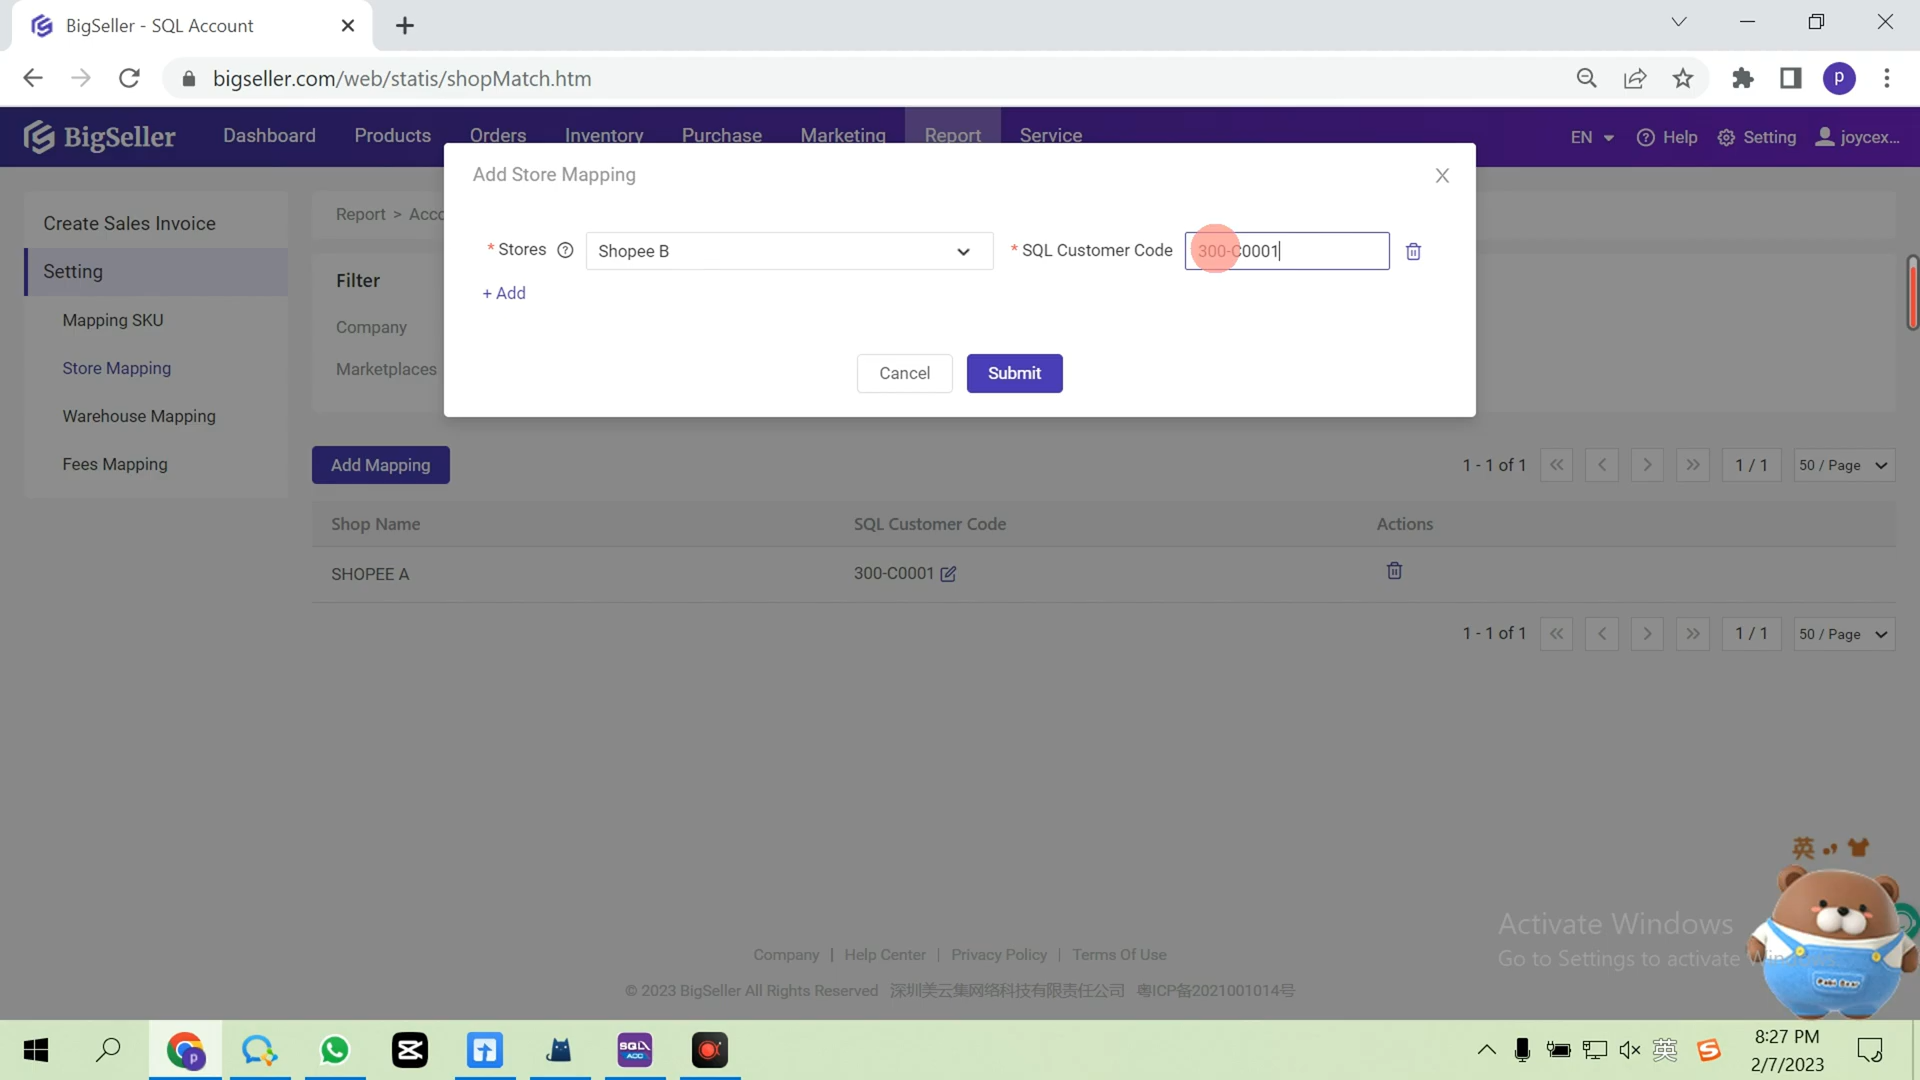 BigSeller - SQL Account
bigseller.com/web/statis/shopMatch.htm
P
BigSeller Dashboard Products Orders Inventory Purchase Marketing Report Service EN Help Setting joycex...
Add Store Mapping
Create Sales Invoice
Setting
Mapping SKU
Store Mapping
Warehouse Mapping
Fees Mapping
Report > Acco
Filter
Company
Marketplaces
* Stores Shopee B * SQL Customer Code 300-C0001
+ Add
Cancel Submit
Add Mapping 1 - 1 of 1 1 / 1 50 / Page
Shop Name SQL Customer Code Actions
SHOPEE A 300-C0001
1 - 1 of 1 1 / 1 50 / Page
英
Activate Windows
Go to Settings to activate
Company | Help Center | Privacy Policy | Terms Of Use
© 2023 BigSeller All Rights Reserved 深圳美云集网络科技有限责任公司 粤ICP备2021001014号
SQL
ACC
英
8:27 PM
2/7/2023